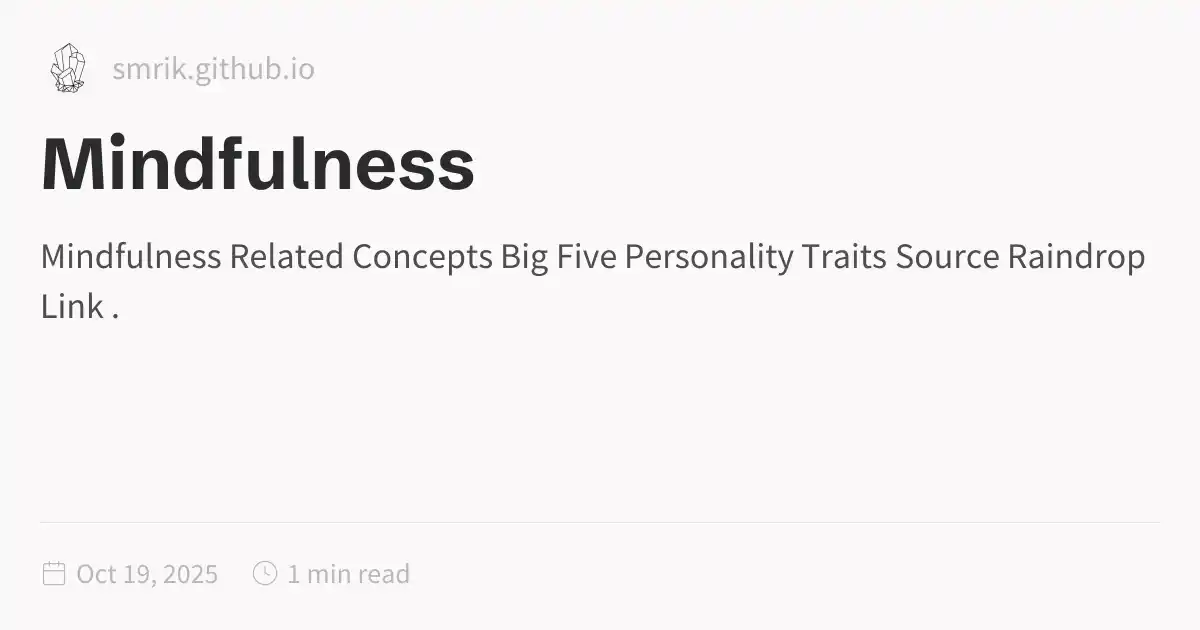 smrik.github.io
Mindfulness
Mindfulness Related Concepts Big Five Personality Traits Source Raindrop
Link .
Oct 19, 2025 1 min read